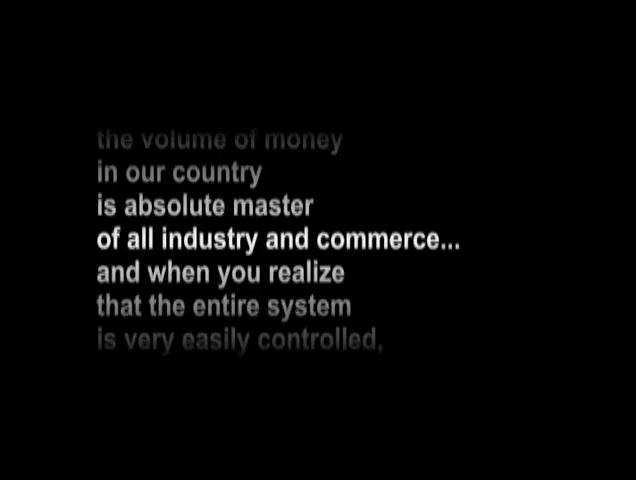 the volume of money
in our country
is absolute master
of all industry and commerce...
and when you realize
that the entire system
is very easily controlled,